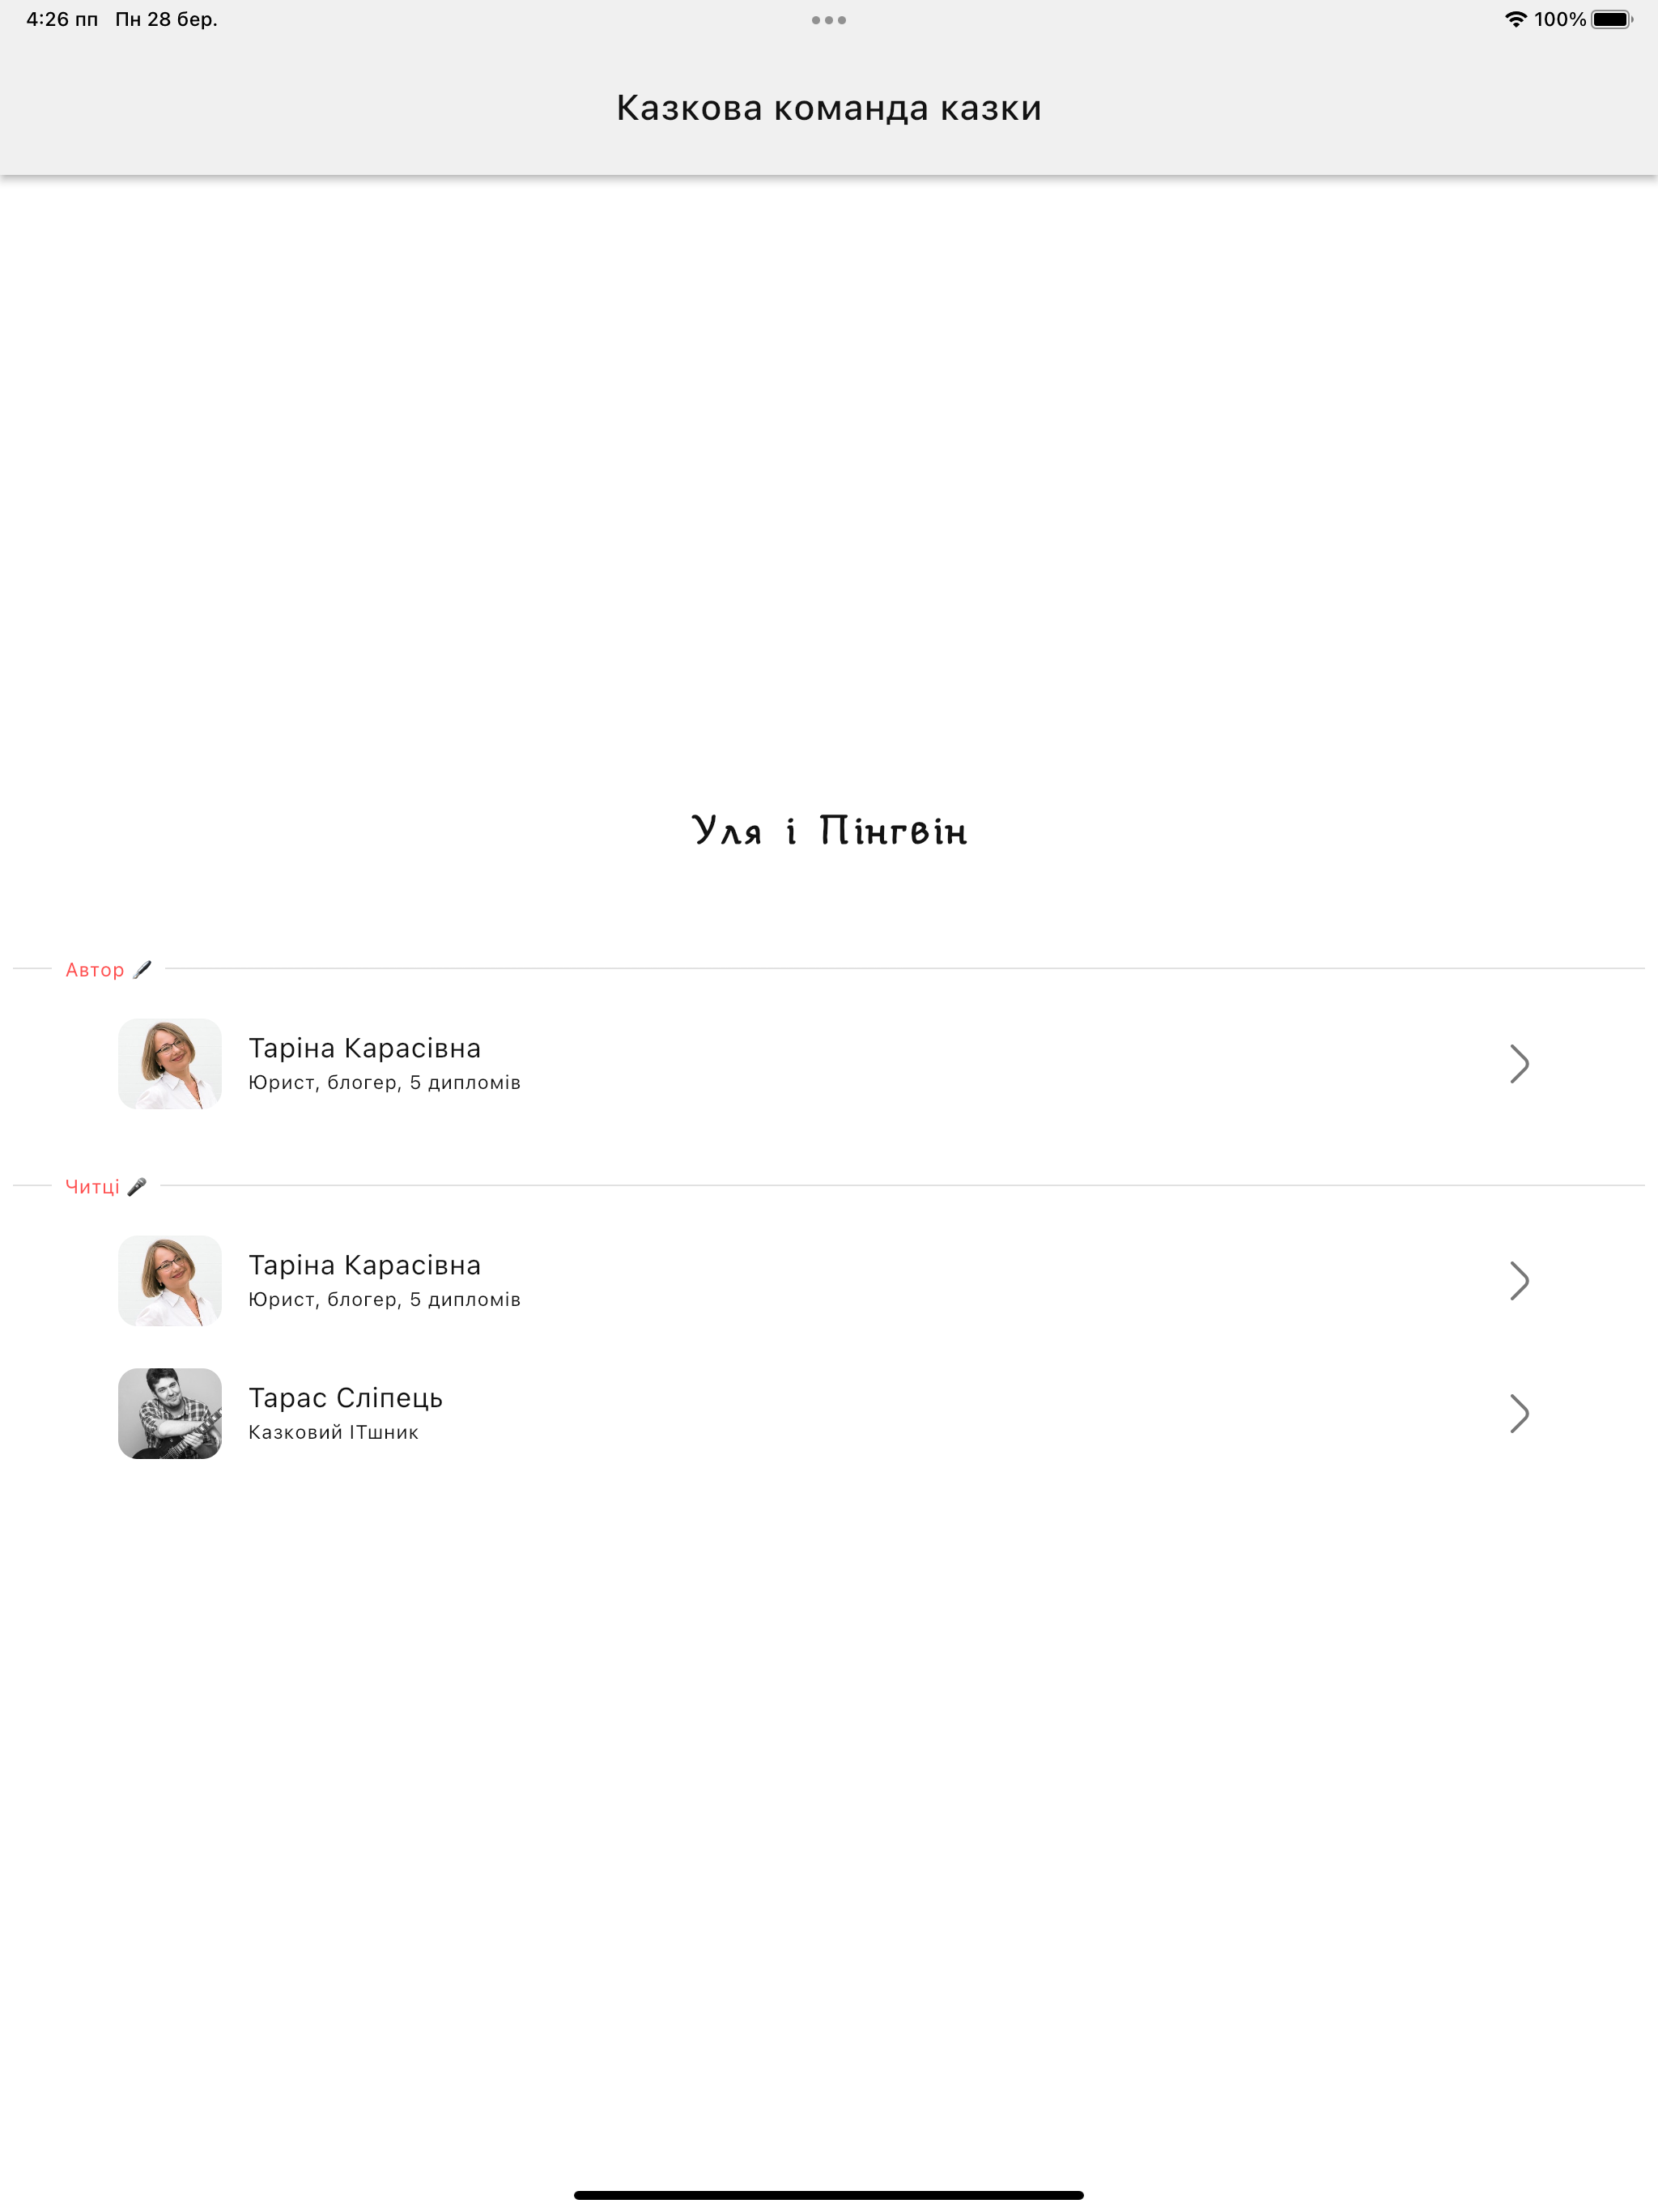 4:26 пп Пн 28 бер.
100%
Казкова команда казки
Уля і Пінгвін
Автор
Таріна Карасівна
Юрист, блогер, 5 дипломів
Читці
Таріна Карасівна
Юрист, блогер, 5 дипломів
Тарас Сліпець
Казковий ІТшник